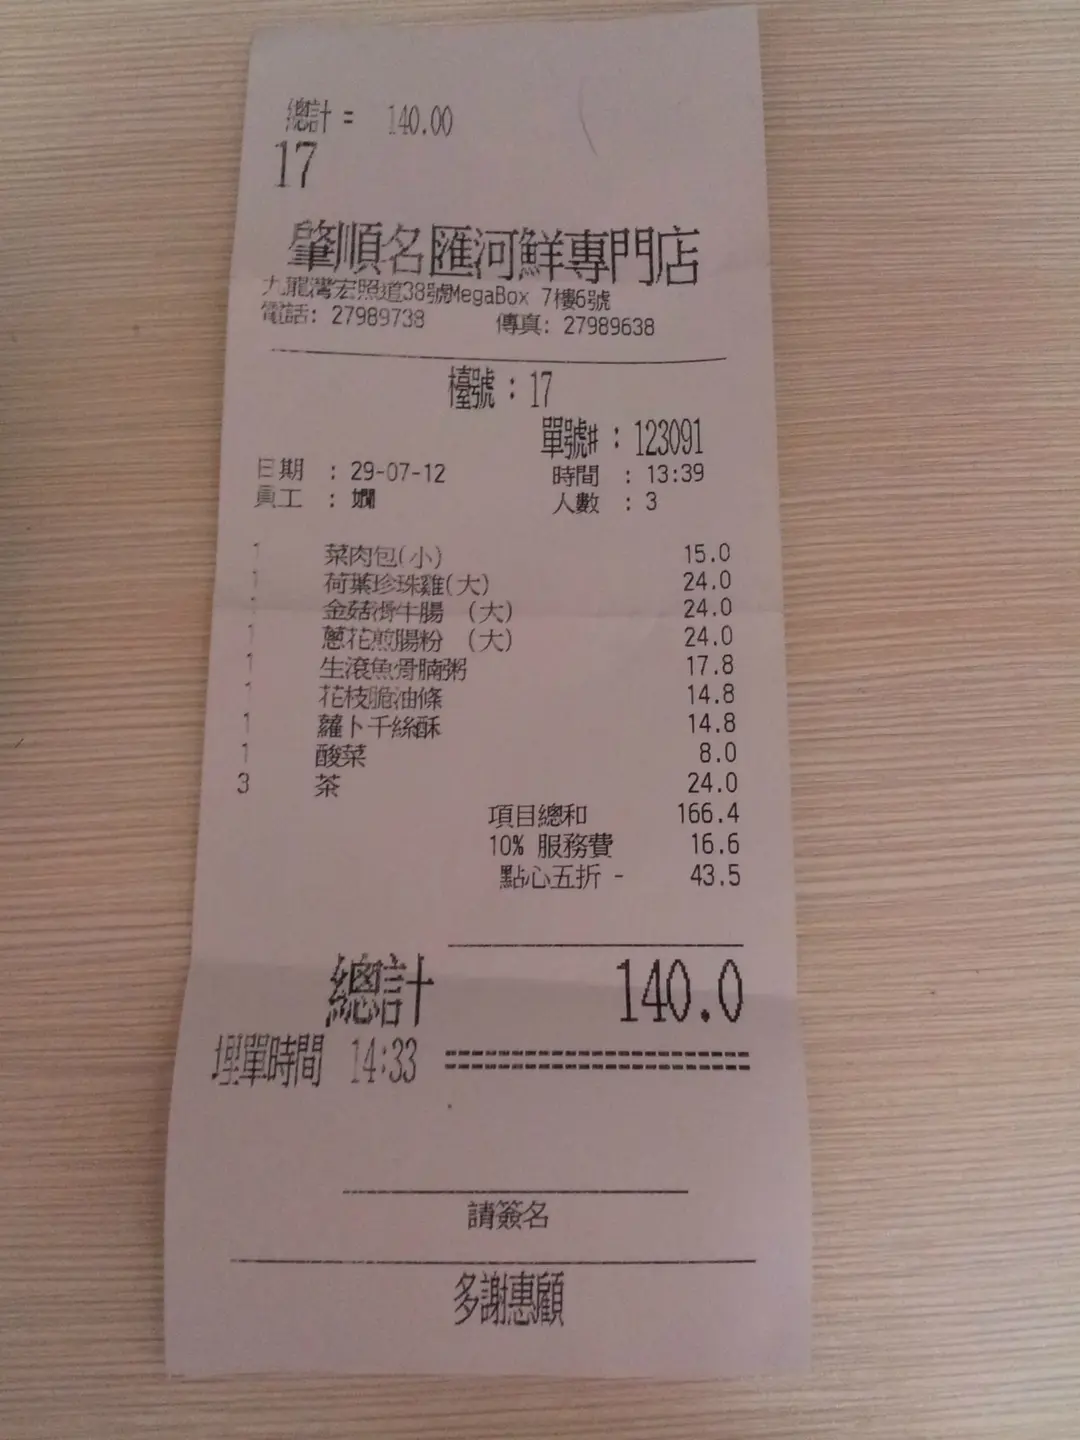 總計 = 140.00
17
肇順名匯河鮮專門店
九龍灣宏照道38號MegaBox 7樓6號
電話: 27989738 傳真: 27989638
檯號 : 17
單號# : 123091
日期 : 29-07-12 時間 : 13:39
員工 : 嫻 人數 : 3
1 菜肉包(小) 15.0
1 荷葉珍珠雞(大) 24.0
1 金菇滑牛腸 (大) 24.0
1 蔥花煎腸粉 (大) 24.0
1 生滾魚骨腩粥 17.8
1 花枝脆油條 14.8
1 蘿卜千絲酥 14.8
1 酸菜 8.0
3 茶 24.0
項目總和 166.4
10% 服務費 16.6
點心五折 - 43.5
總計 140.0
埋單時間 14:33 ======================
請簽名
多謝惠顧